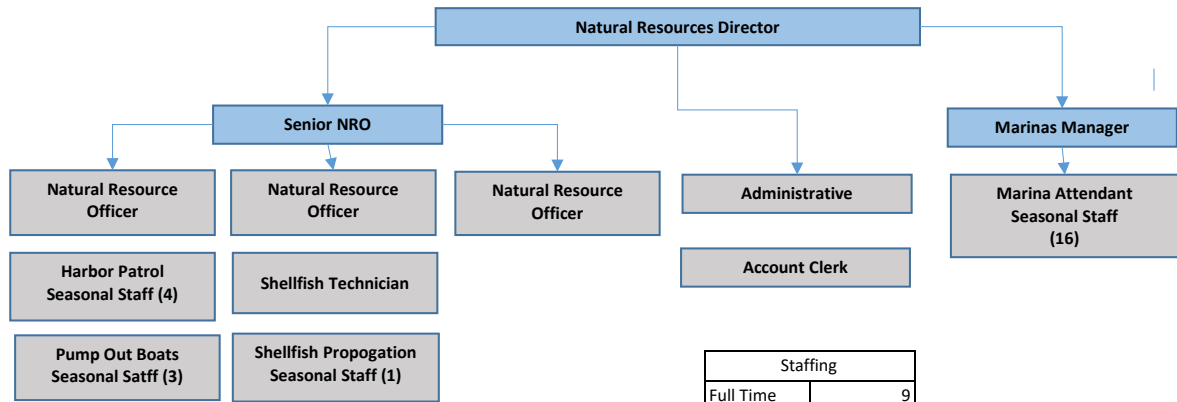 Natural Resources Director
Senior NRO
Marinas Manager
Natural Resource
Officer
Natural Resource
Officer
Natural Resource
Officer
Administrative
Marina Attendant
Seasonal Staff
(16)
Harbor Patrol
Seasonal Staff (4)
Shellfish Technician
Account Clerk
Pump Out Boats
Seasonal Satff (3)
Shellfish Propogation
Seasonal Staff (1)
Staffing
Full Time 9